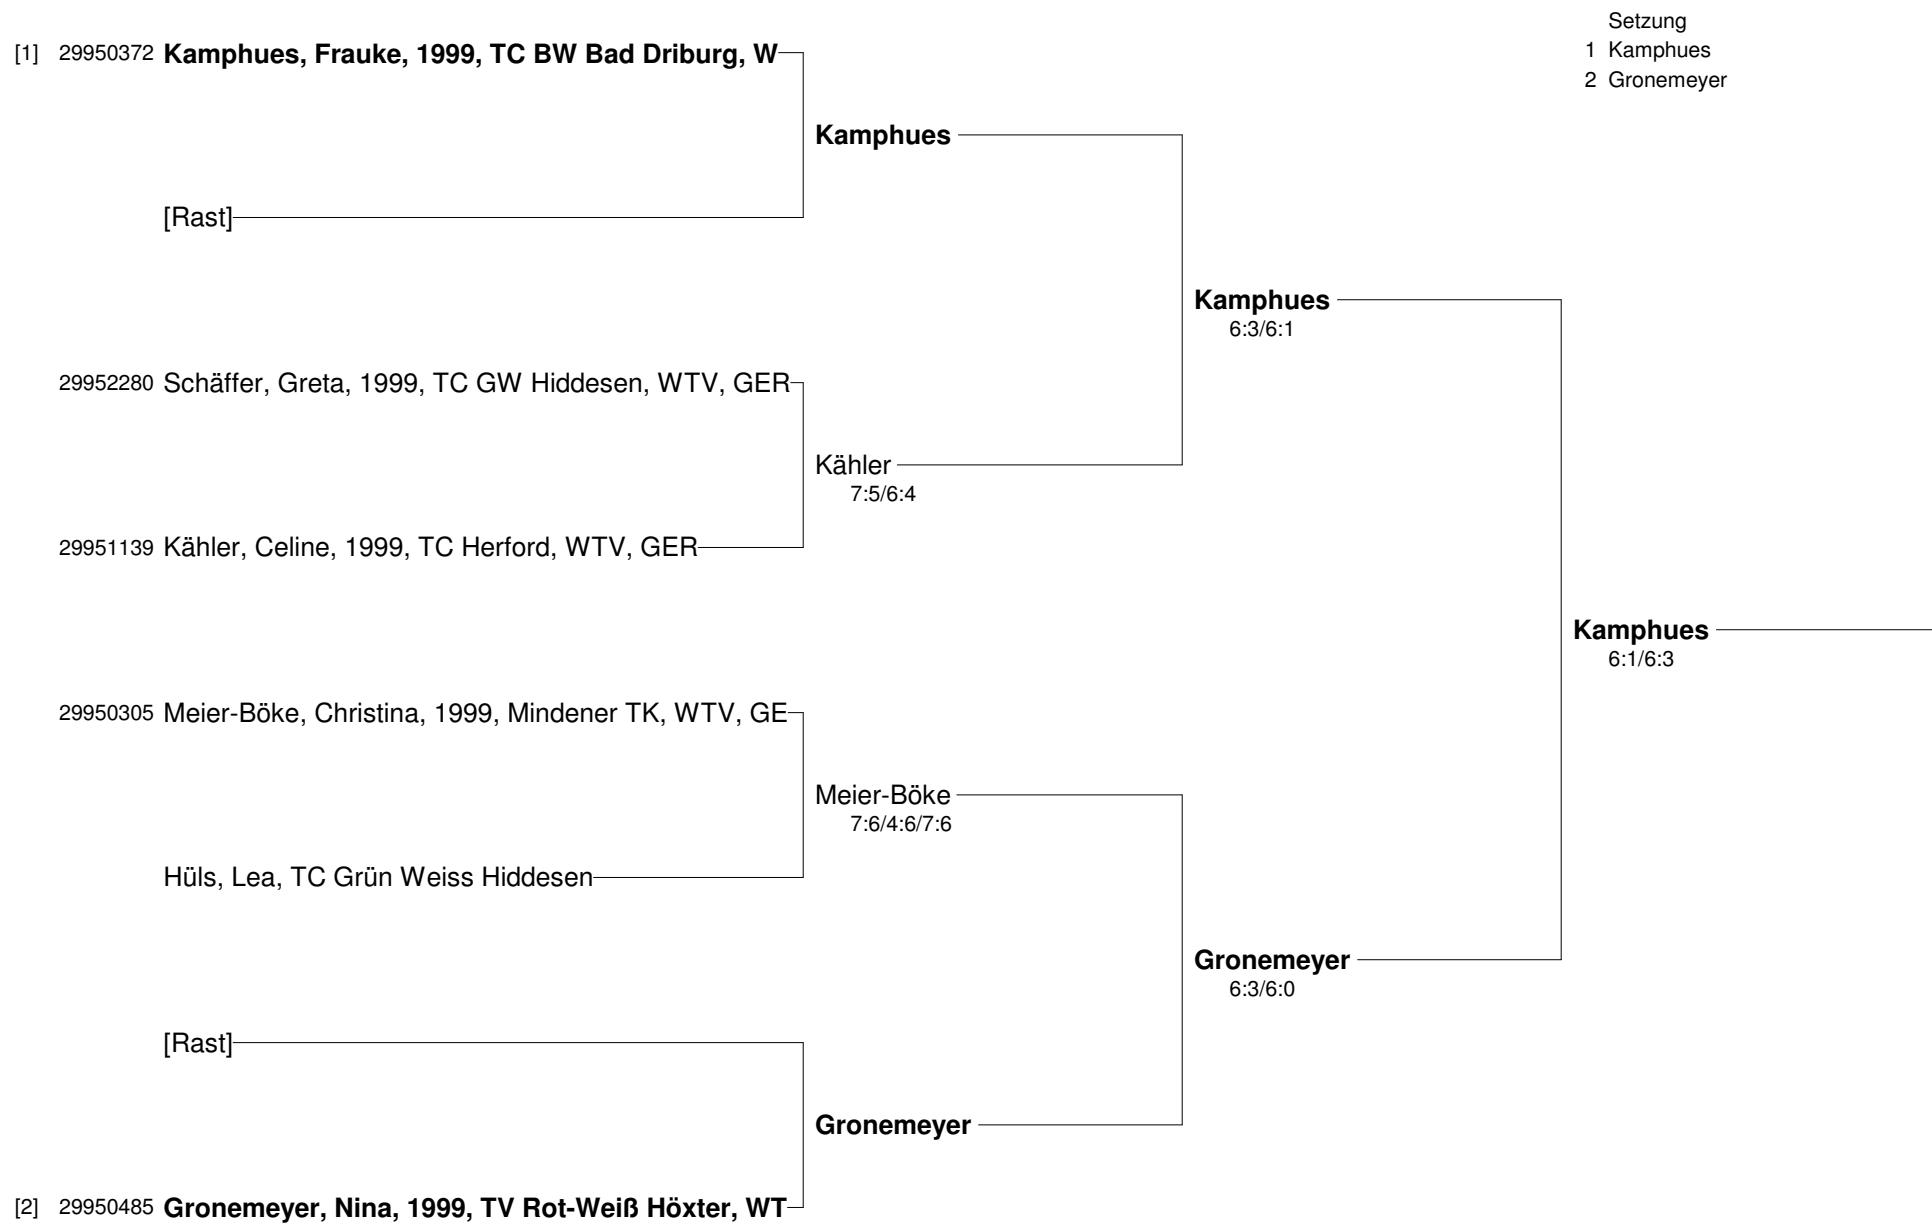 Setzung
1 Kamphues
2 Gronemeyer
[1] 29950372 Kamphues, Frauke, 1999, TC BW Bad Driburg, W
Kamphues
[Rast]
Kamphues
6:3/6:1
29952280 Schäffer, Greta, 1999, TC GW Hiddesen, WTV, GER
Kähler
7:5/6:4
29951139 Kähler, Celine, 1999, TC Herford, WTV, GER
Kamphues
6:1/6:3
29950305 Meier-Böke, Christina, 1999, Mindener TK, WTV, GE
Meier-Böke
7:6/4:6/7:6
Hüls, Lea, TC Grün Weiss Hiddesen
Gronemeyer
6:3/6:0
[Rast]
Gronemeyer
[2] 29950485 Gronemeyer, Nina, 1999, TV Rot-Weiß Höxter, WT